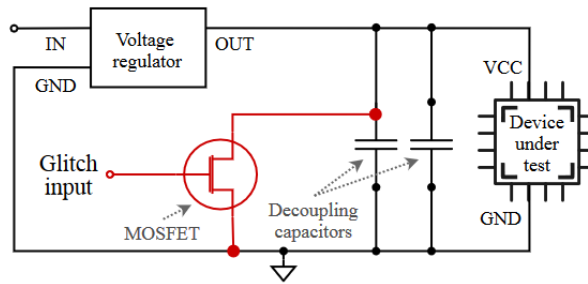 IN
Voltage
regulator
OUT
GND
VCC
Device
under
test
Glitch
input
MOSFET
Decoupling
capacitors
GND